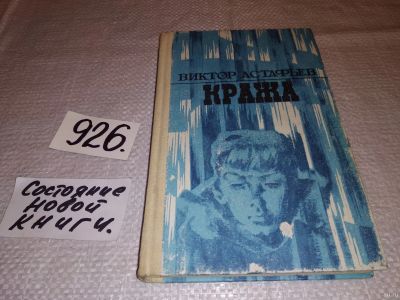 ВИКТОР АСТАФЬЕВ
КРАЖА
926.
Состояние
новой
книги.